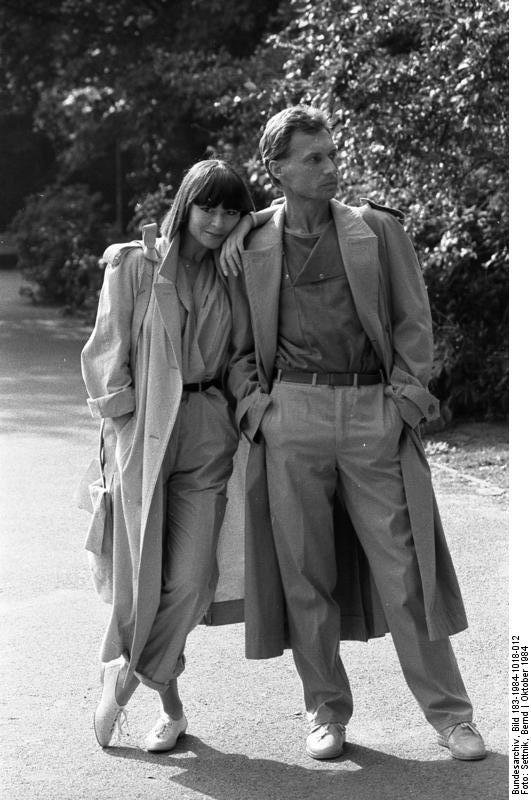 Bundesarchiv, Bild 183-1984-1018-012
Foto: Settnik, Bernd | Oktober 1984